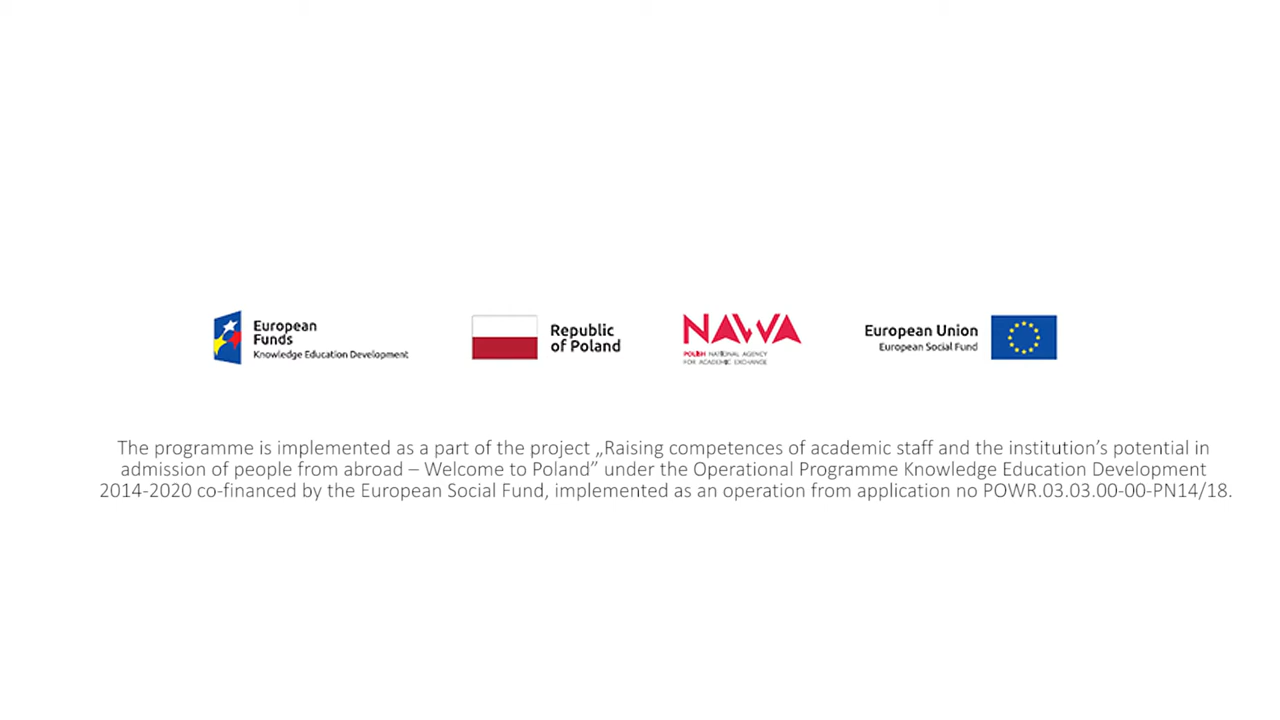 European
Funds
Knowledge Education Development
Republic
of Poland
NAWA
POLISH NATIONAL AGENCY
FOR ACADEMIC EXCHANGE
European Union
European Social Fund
The programme is implemented as a part of the project „Raising competences of academic staff and the institution’s potential in
admission of people from abroad – Welcome to Poland” under the Operational Programme Knowledge Education Development
2014-2020 co-financed by the European Social Fund, implemented as an operation from application no POWR.03.03.00-00-PN14/18.